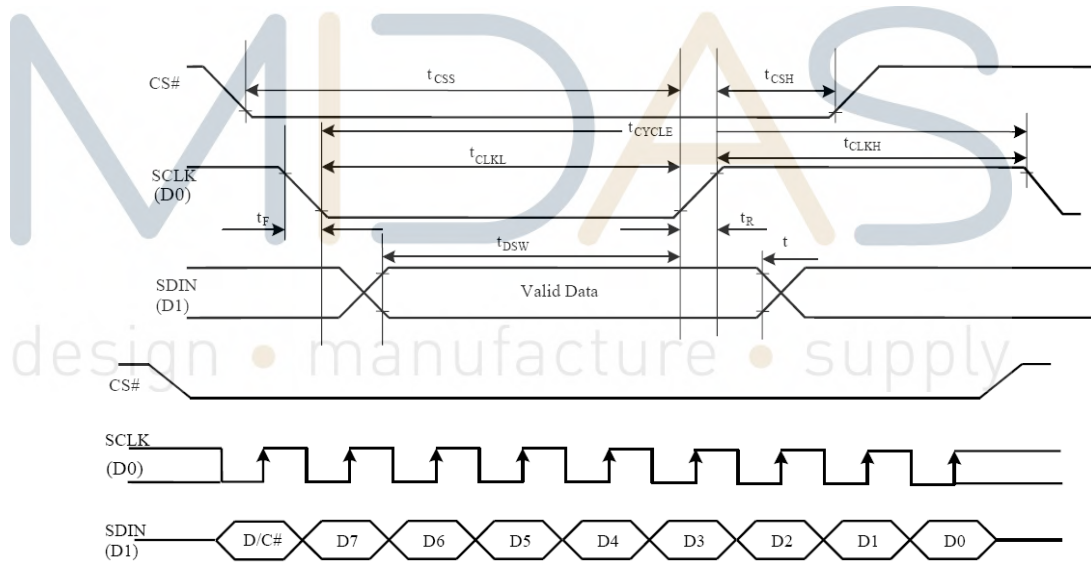 MIDAS
design • manufacture • supply
CS#
tCSS
tCSH
tCYCLE
tCLKL
tCLKH
SCLK
(D0)
tF
tR
tDSW
t
SDIN
(D1)
Valid Data
CS#
SCLK
(D0)
SDIN
(D1)
D/C# D7 D6 D5 D4 D3 D2 D1 D0